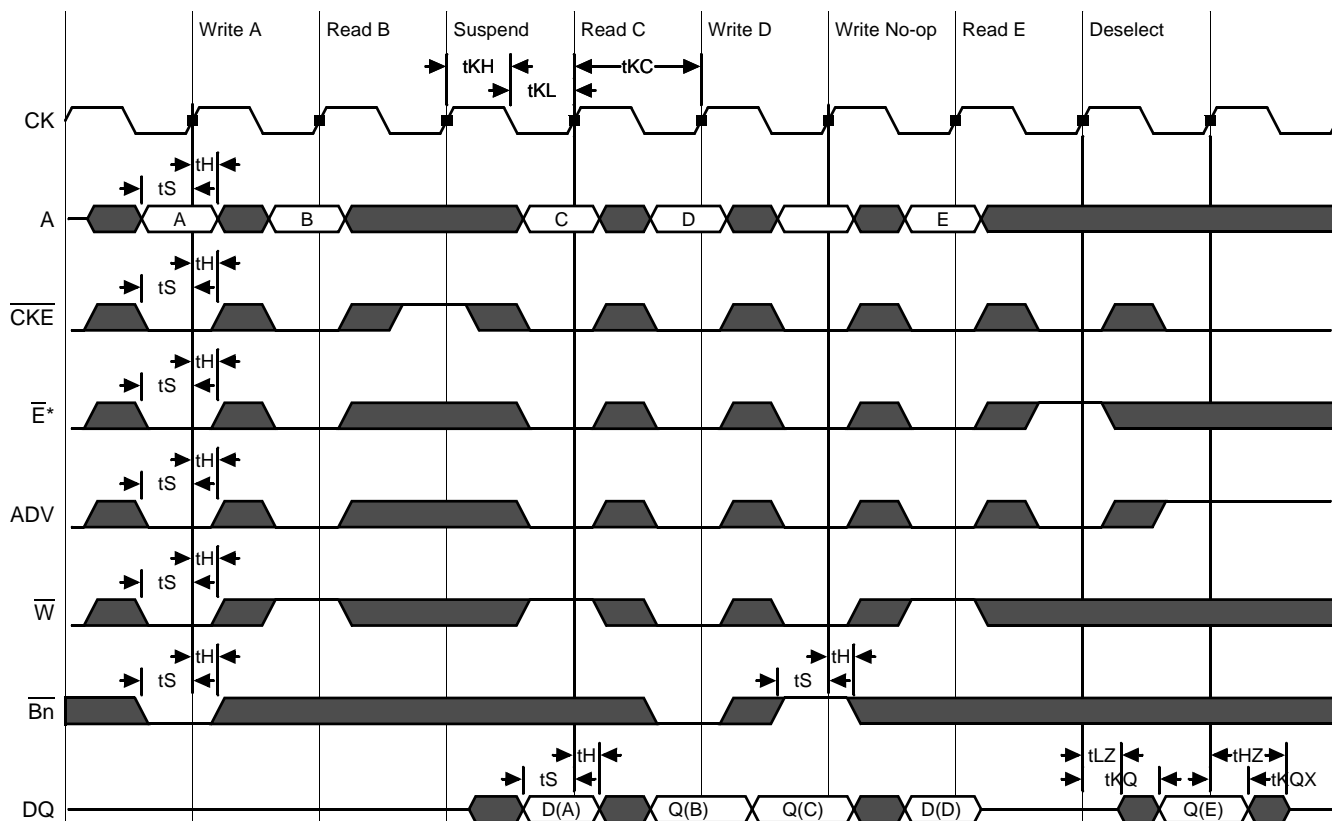 Write A Read B Suspend Read C Write D Write No-op Read E Deselect
tKH tKC
tKL
CK
tH
tS
A A B C D E
tH
tS
CKE
tH
tS
E*
tH
tS
ADV
tH
tS
W
tH tH
tS tS
Bn
tH tLZ tHZ
tS tKQ tKQX
DQ D(A) Q(B) Q(C) D(D) Q(E)